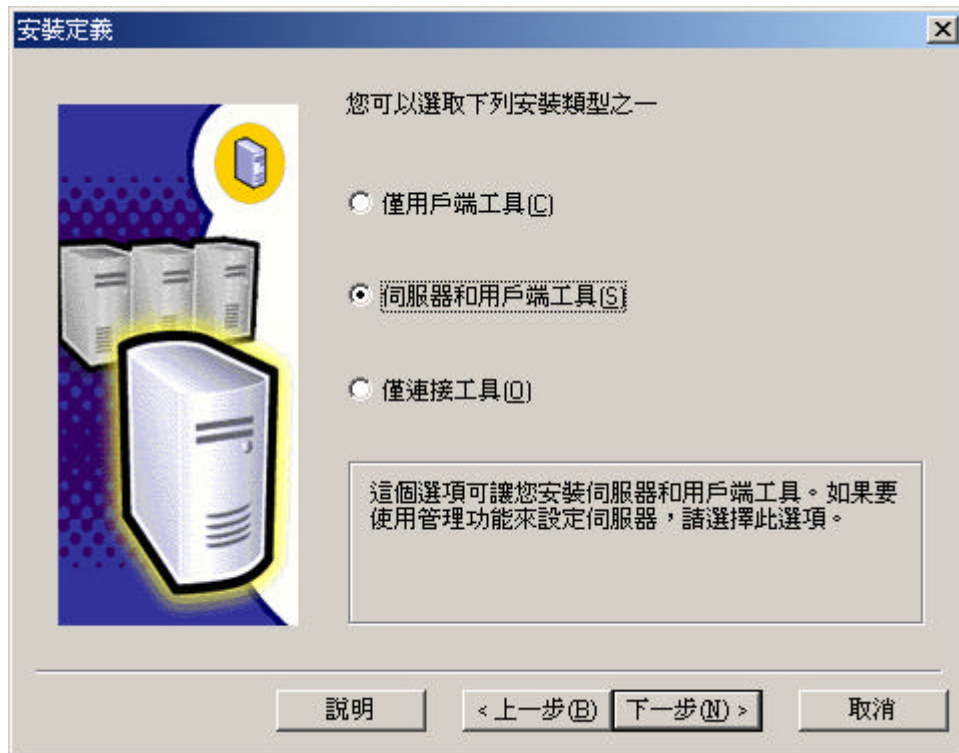 安裝定義
您可以選取下列安裝類型之一
僅用戶端工具(C)
伺服器和用戶端工具(S)
僅連接工具(O)
這個選項可讓您安裝伺服器和用戶端工具。如果要
使用管理功能來設定伺服器，請選擇此選項。
說明
<上一步(B)
下一步(N)>
取消